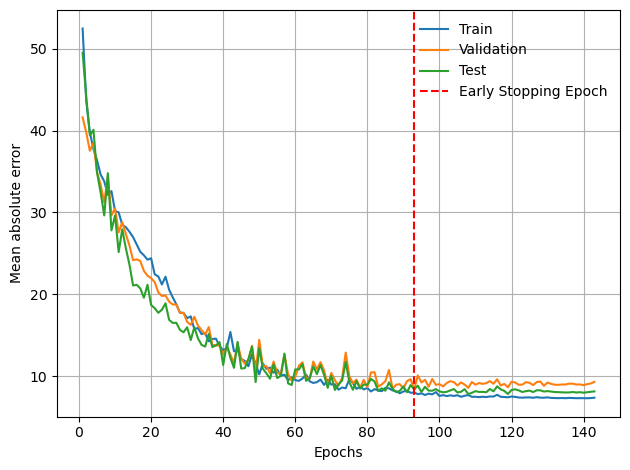 50
40
30
20
10
Mean absolute error
0
20
40
60
80
100
120
140
Epochs
Train
Validation
Test
Early Stopping Epoch